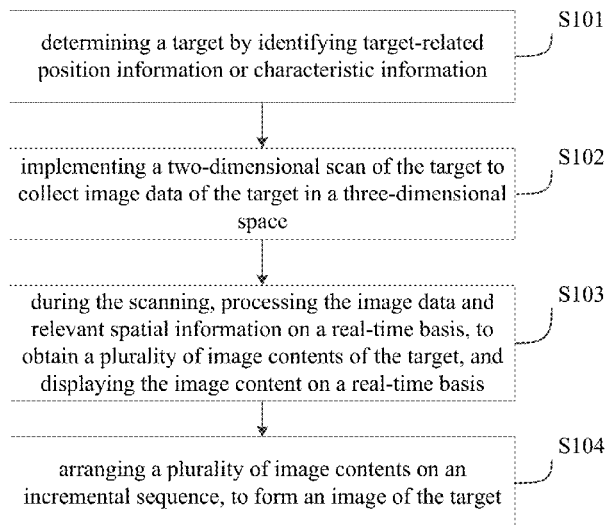 S101
determining a target by identifying target-related
position information or characteristic information
S102
implementing a two-dimensional scan of the target to
collect image data of the target in a three-dimensional
space
S103
during the scanning, processing the image data and
relevant spatial information on a real-time basis, to
obtain a plurality of image contents of the target, and
displaying the image content on a real-time basis
S104
arranging a plurality of image contents on an
incremental sequence, to form an image of the target